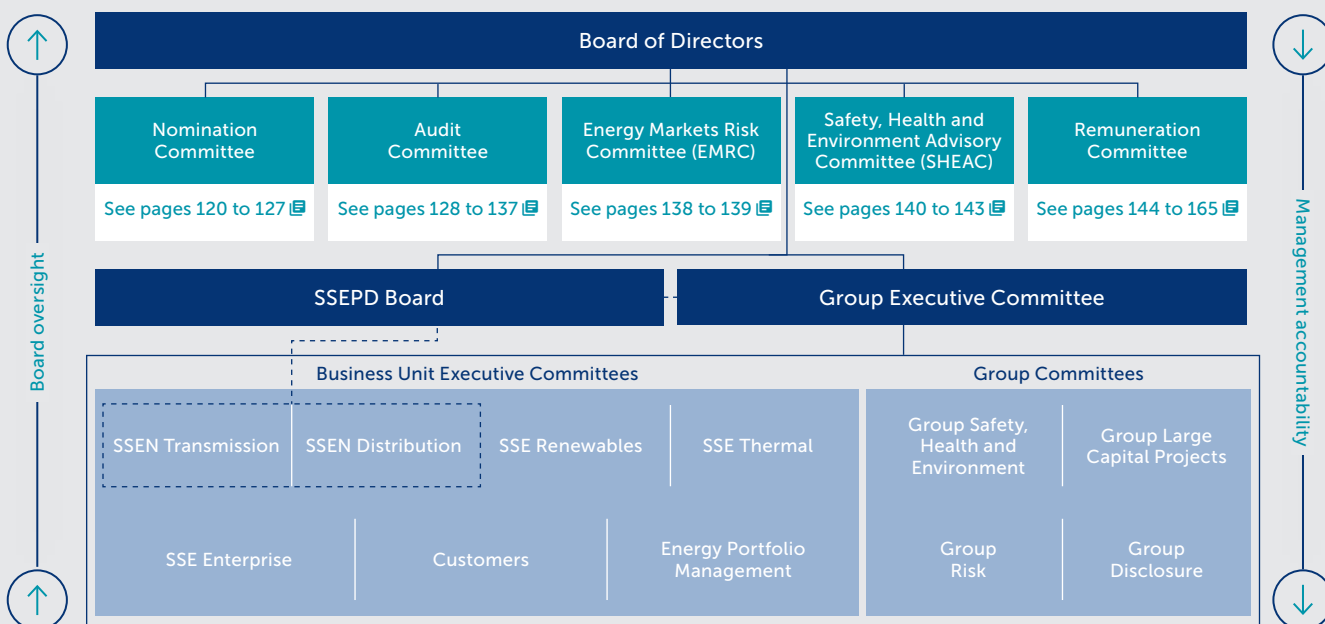 Board of Directors
Nomination
Committee
See pages 120 to 127
Audit
Committee
See pages 128 to 137
Energy Markets Risk
Committee (EMRC)
See pages 138 to 139
Safety, Health and
Environment Advisory
Committee (SHEAC)
See pages 140 to 143
Remuneration
Committee
See pages 144 to 165
Board oversight
Management accountability
SSEPD Board
Group Executive Committee
Business Unit Executive Committees
SSEN Transmission
SSEN Distribution
SSE Renewables
SSE Thermal
SSE Enterprise
Customers
Energy Portfolio
Management
Group Committees
Group Safety,
Health and
Environment
Group Large
Capital Projects
Group
Risk
Group
Disclosure